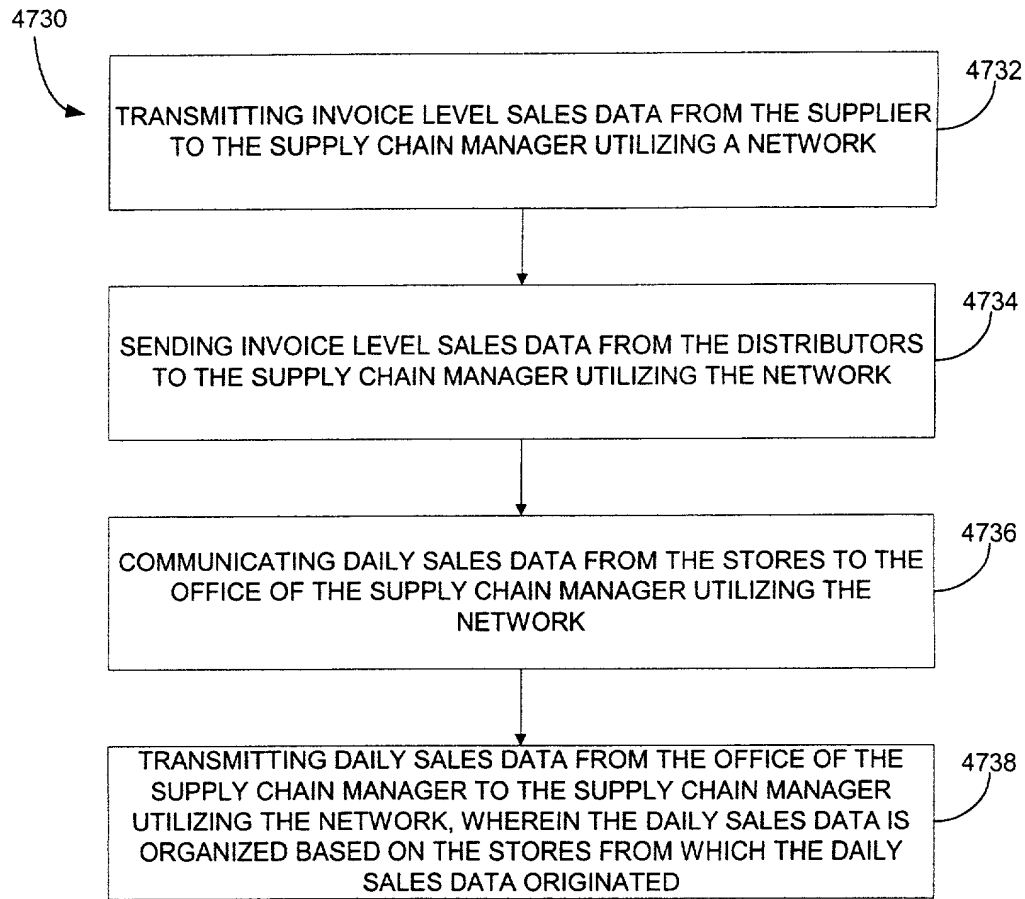 4730
4732
TRANSMITTING INVOICE LEVEL SALES DATA FROM THE SUPPLIER
TO THE SUPPLY CHAIN MANAGER UTILIZING A NETWORK
4734
SENDING INVOICE LEVEL SALES DATA FROM THE DISTRIBUTORS
TO THE SUPPLY CHAIN MANAGER UTILIZING THE NETWORK
4736
COMMUNICATING DAILY SALES DATA FROM THE STORES TO THE
OFFICE OF THE SUPPLY CHAIN MANAGER UTILIZING THE
NETWORK
4738
TRANSMITTING DAILY SALES DATA FROM THE OFFICE OF THE
SUPPLY CHAIN MANAGER TO THE SUPPLY CHAIN MANAGER
UTILIZING THE NETWORK, WHEREIN THE DAILY SALES DATA IS
ORGANIZED BASED ON THE STORES FROM WHICH THE DAILY
SALES DATA ORIGINATED